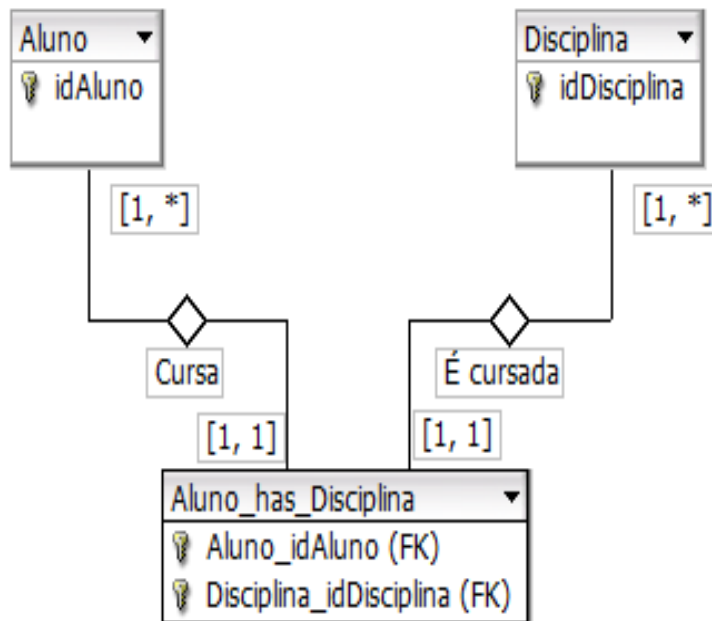 Aluno
idAluno
Disciplina
idDisciplina
[1, *]
[1, *]
Cursa
É cursada
[1, 1]
[1, 1]
Aluno_has_Disciplina
Aluno_idAluno (FK)
Disciplina_idDisciplina (FK)